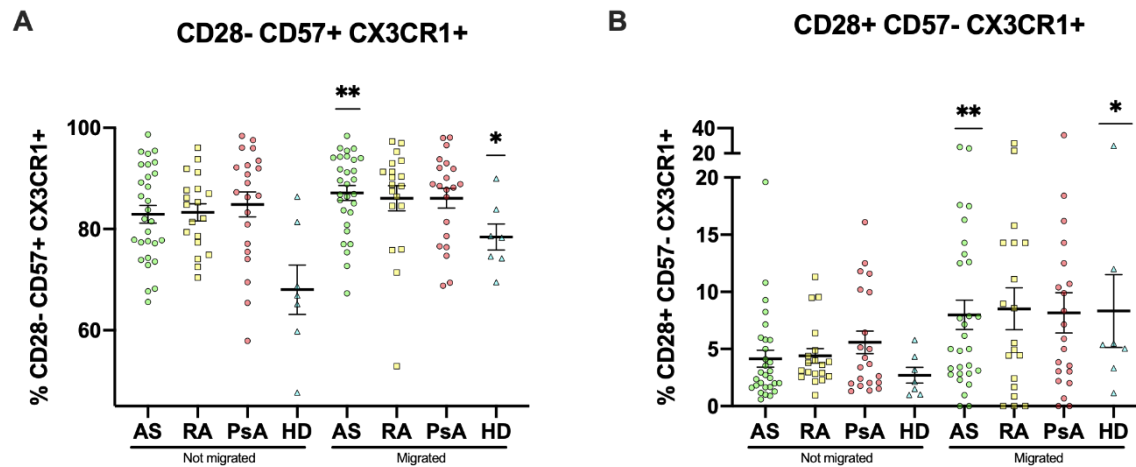 A
CD28- CD57+ CX3CR1+
% CD28- CD57+ CX3CR1+
100
80
60
** *
AS RA PsA HD AS RA PsA HD
Not migrated Migrated
B
CD28+ CD57- CX3CR1+
% CD28+ CD57- CX3CR1+
40
20
20
15
10
5
0
** *
AS RA PsA HD AS RA PsA HD
Not migrated Migrated